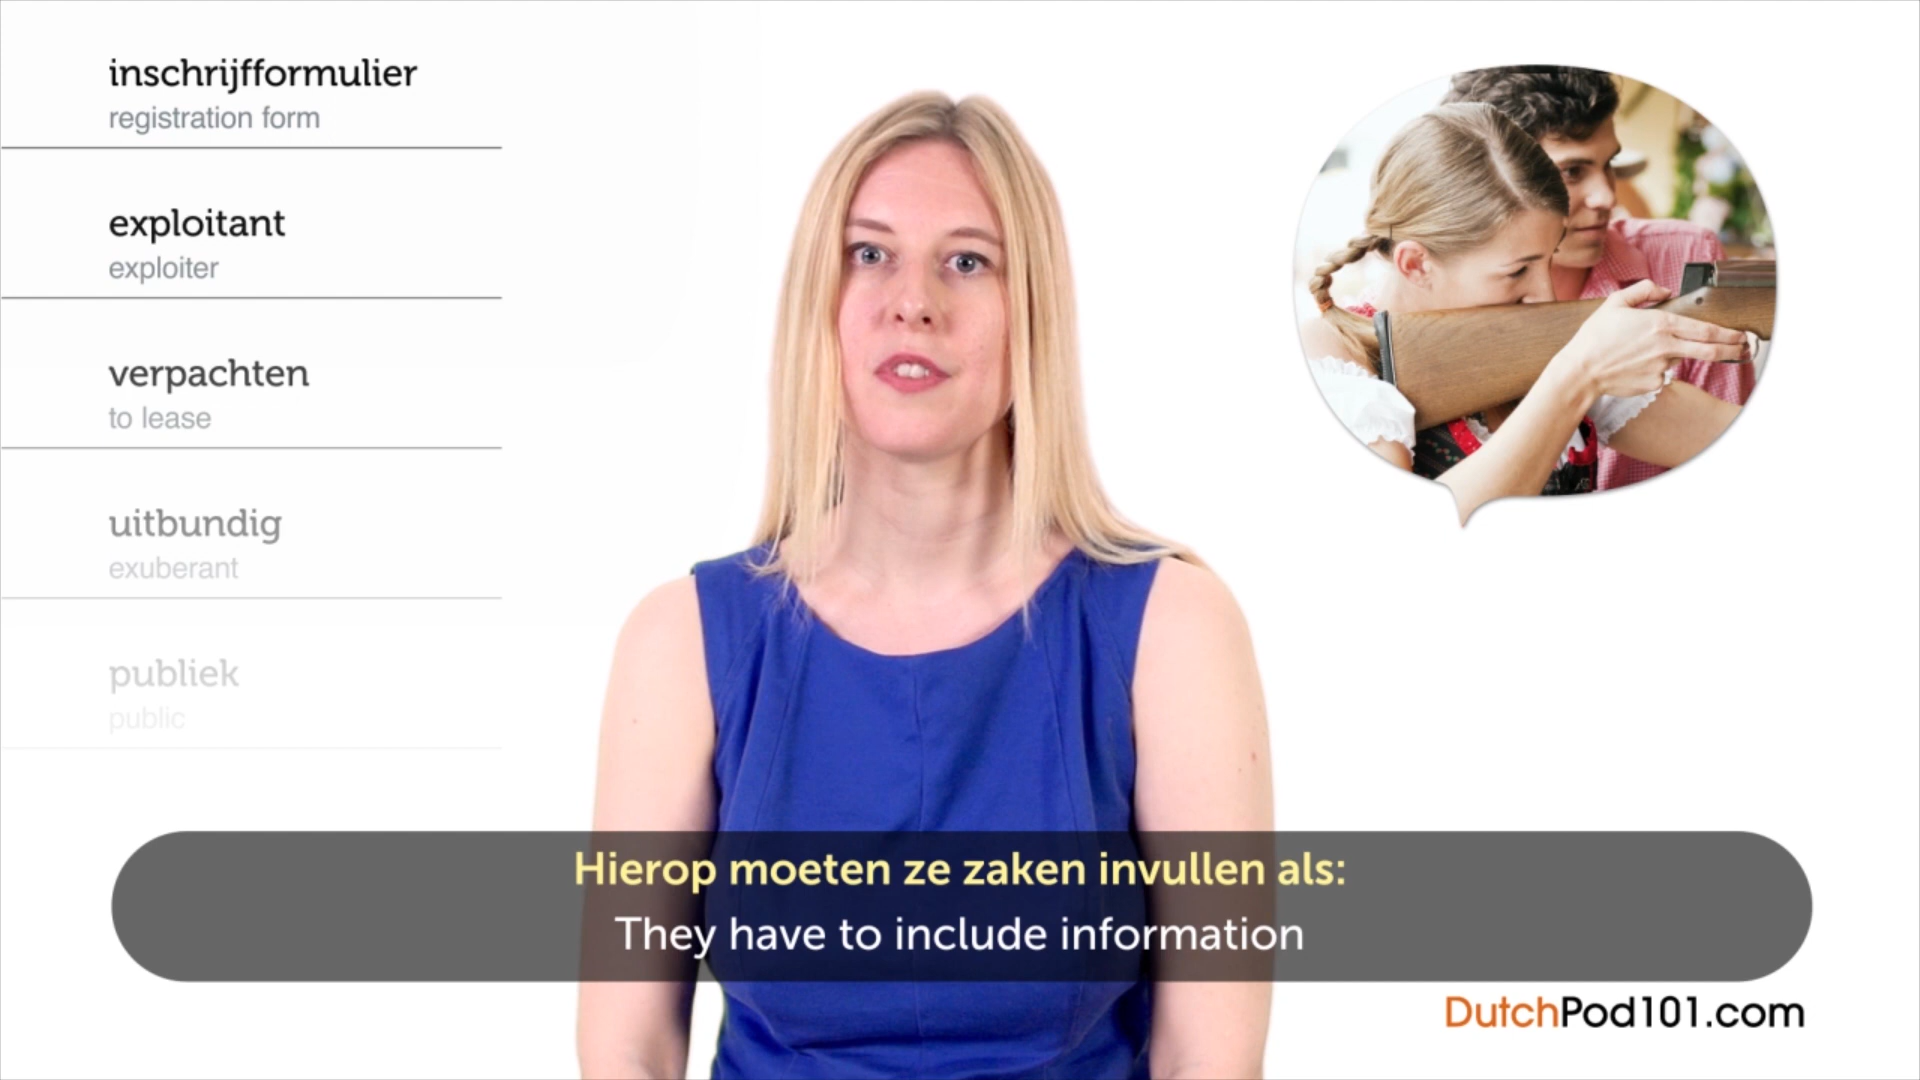 inschrijfformulier
registration form
exploitant
exploiter
verpachten
to lease
uitbundig
exuberant
publiek
public
Hierop moeten ze zaken invullen als:
They have to include information
DutchPod101.com